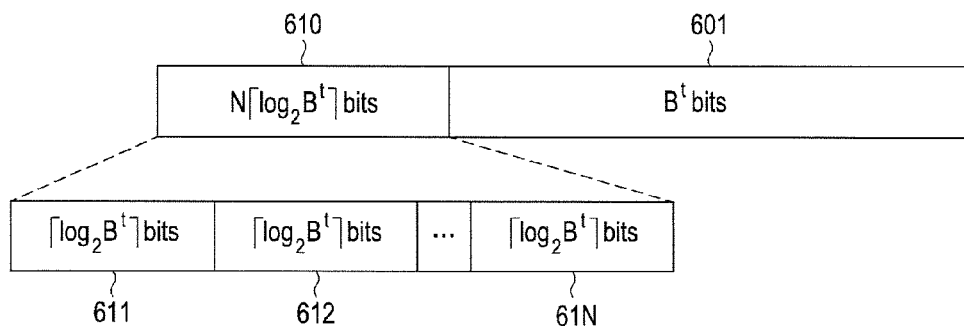 610
601
N⌈log₂Bᵗ⌉bits
Bᵗ bits
⌈log₂Bᵗ⌉bits
⌈log₂Bᵗ⌉bits
...
⌈log₂Bᵗ⌉bits
611
612
61N